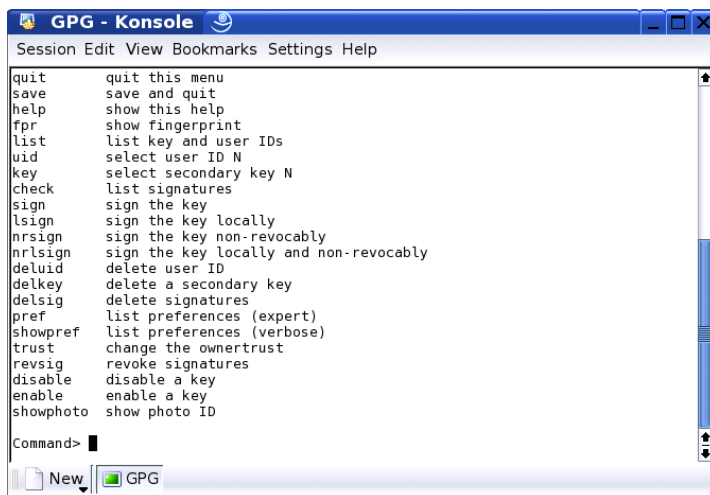 GPG - Konsole
Session Edit View Bookmarks Settings Help
quit quit this menu
save save and quit
help show this help
fpr show fingerprint
list list key and user IDs
uid select user ID N
key select secondary key N
check list signatures
sign sign the key
lsign sign the key locally
nrsign sign the key non-revocably
nrlsign sign the key locally and non-revocably
deluid delete user ID
delkey delete a secondary key
delsig delete signatures
pref list preferences (expert)
showpref list preferences (verbose)
trust change the ownertrust
revsig revoke signatures
disable disable a key
enable enable a key
showphoto show photo ID
Command>
New GPG